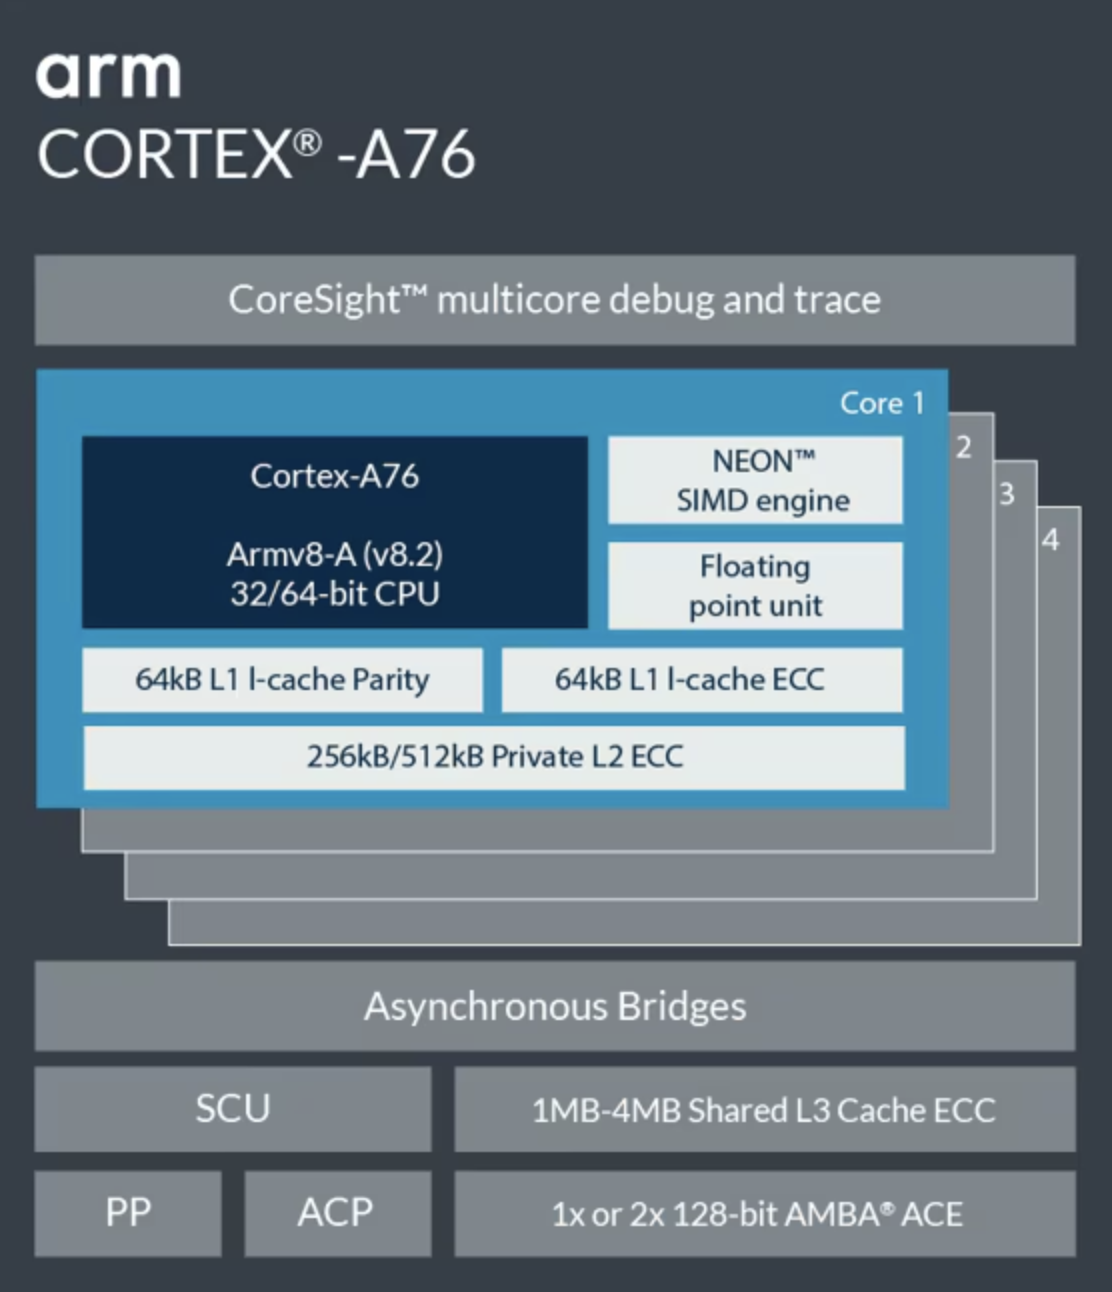 arm
CORTEX® -A76
CoreSight™ multicore debug and trace
Core 1
2
3
4
Cortex-A76
Armv8-A (v8.2)
32/64-bit CPU
NEON™
SIMD engine
Floating
point unit
64kB L1 I-cache Parity
64kB L1 I-cache ECC
256kB/512kB Private L2 ECC
Asynchronous Bridges
SCU
1MB-4MB Shared L3 Cache ECC
PP
ACP
1x or 2x 128-bit AMBA® ACE